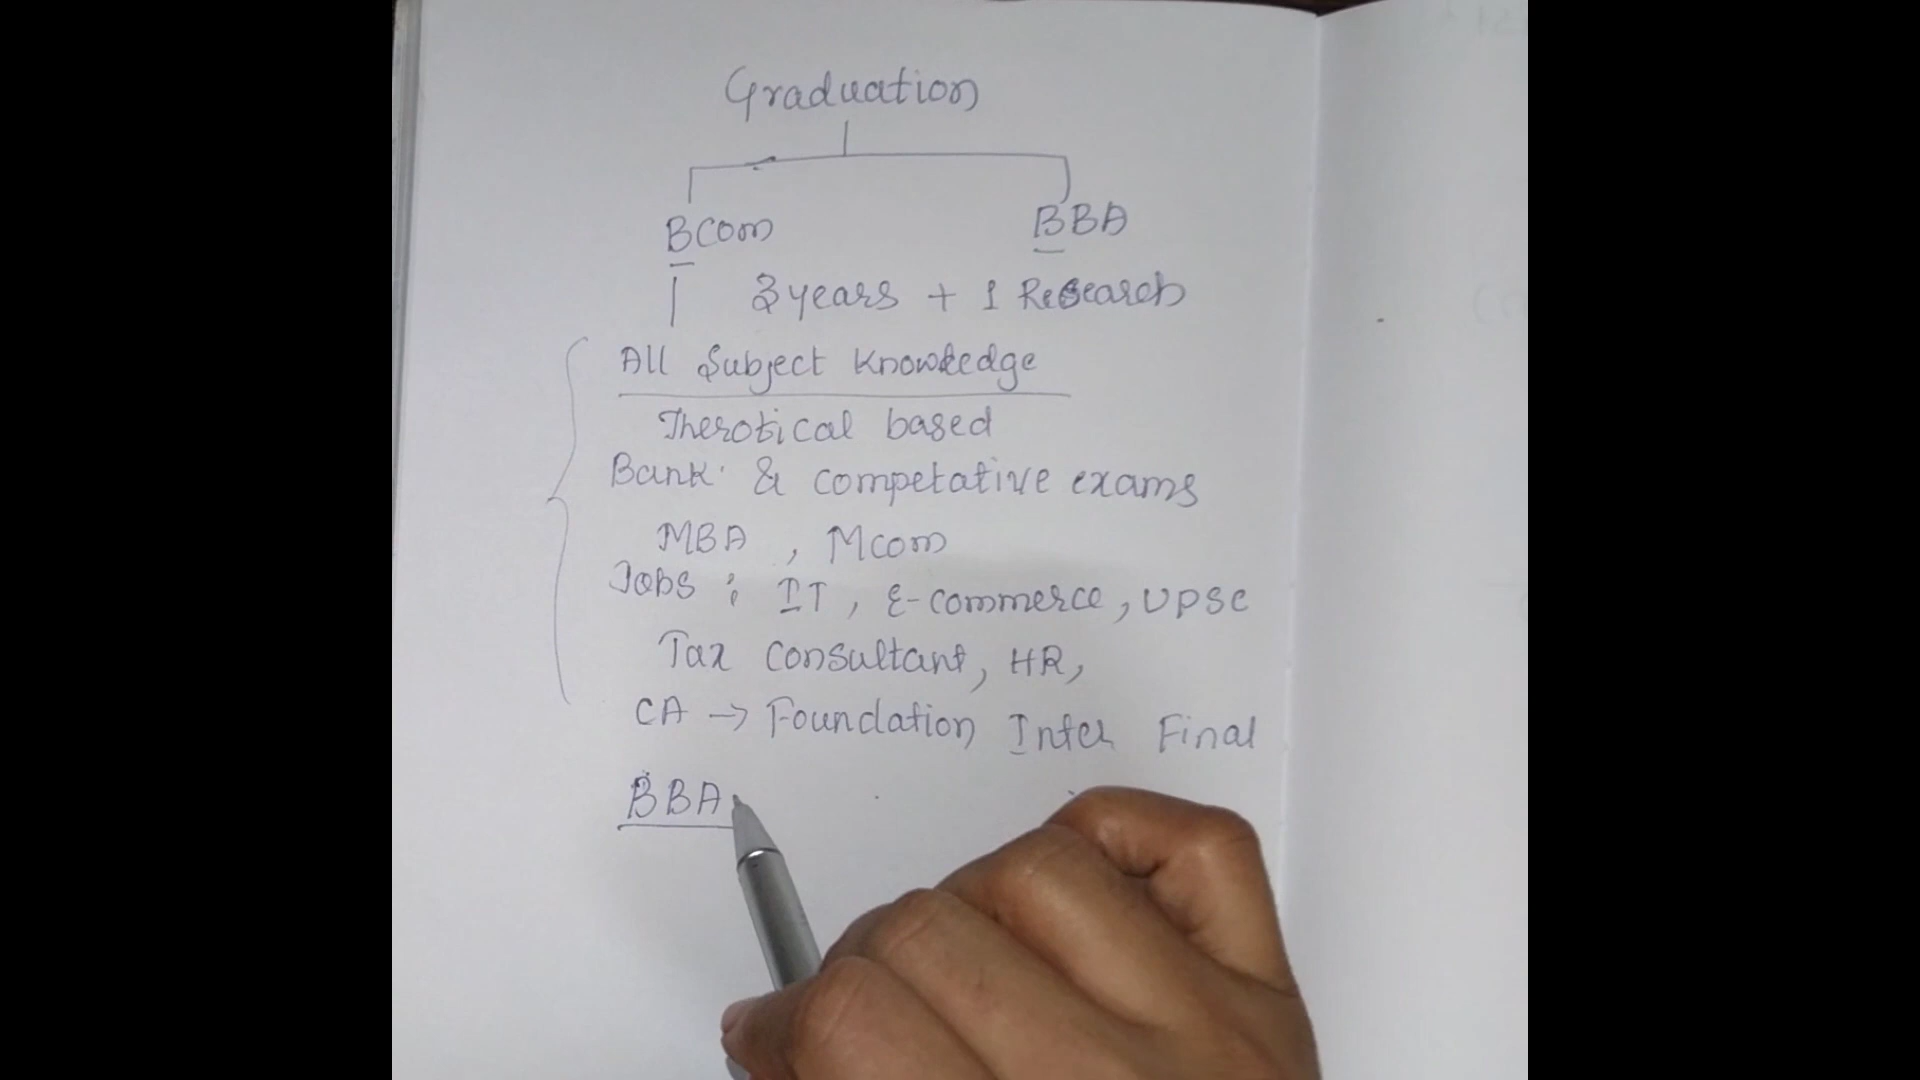 Graduation
BCom BBA
3 years + 1 Research
All Subject Knowledge
Therotical based
Bank & competative exams
MBA, Mcom
Jobs : IT, E-commerce, UPSC
Tax Consultant, HR,
CA → Foundation Inter Final
BBA